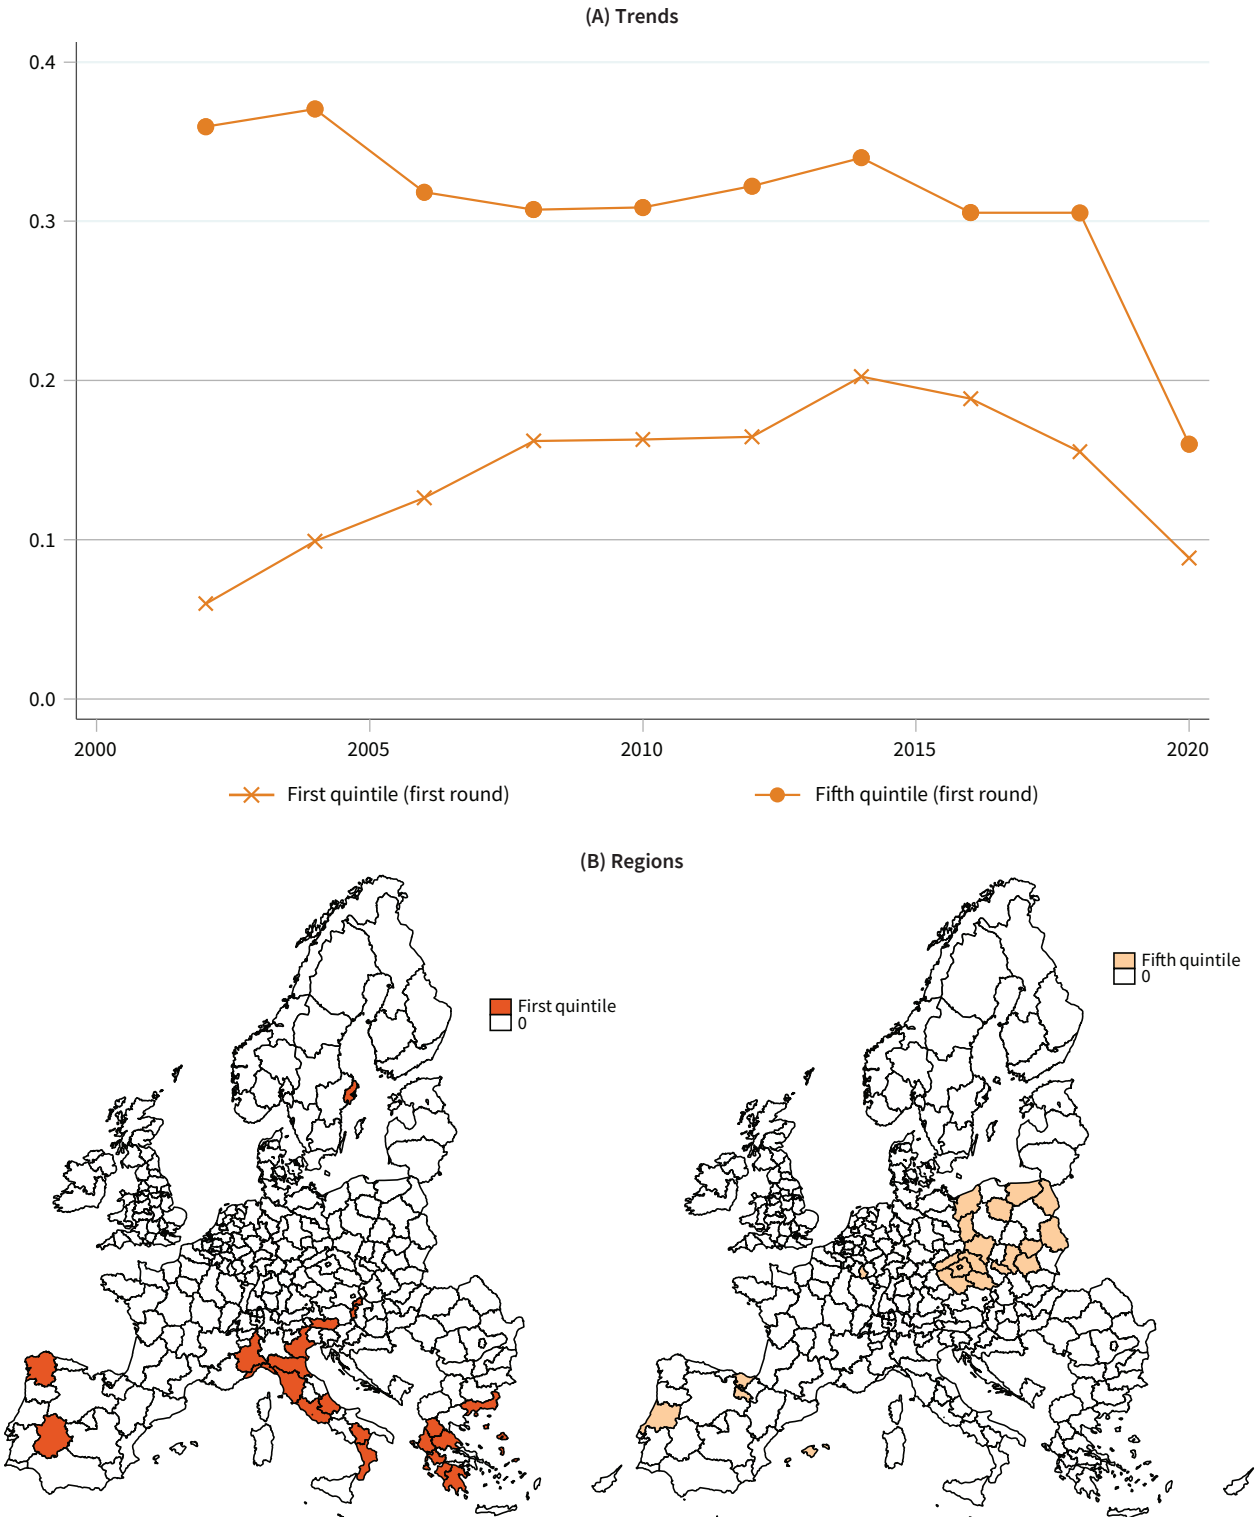 (A) Trends
0.4
0.3
0.2
0.1
0.0
2000 2005 2010 2015 2020
First quintile (first round) Fifth quintile (first round)
(B) Regions
First quintile
0
Fifth quintile
0